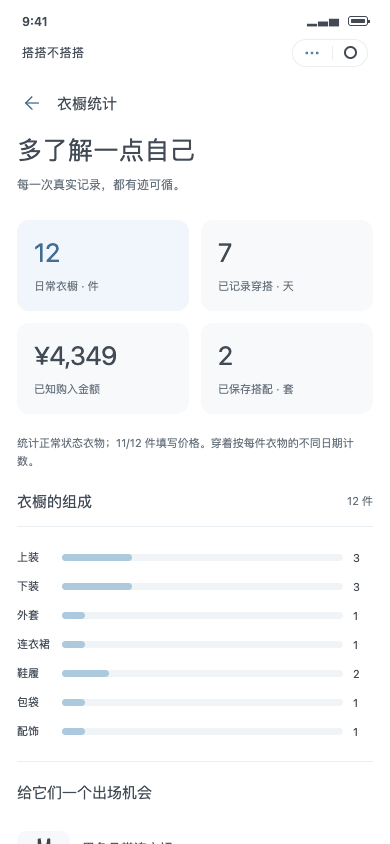 9:41
搭搭不搭搭
衣橱统计
多了解一点自己
每一次真实记录，都有迹可循。
12
日常衣橱 · 件
7
已记录穿搭 · 天
¥4,349
已知购入金额
2
已保存搭配 · 套
统计正常状态衣物；11/12 件填写价格。穿着按每件衣物的不同日期计
数。
衣橱的组成
12 件
上装
3
下装
3
外套
1
连衣裙
1
鞋履
2
包袋
1
配饰
1
给它们一个出场机会